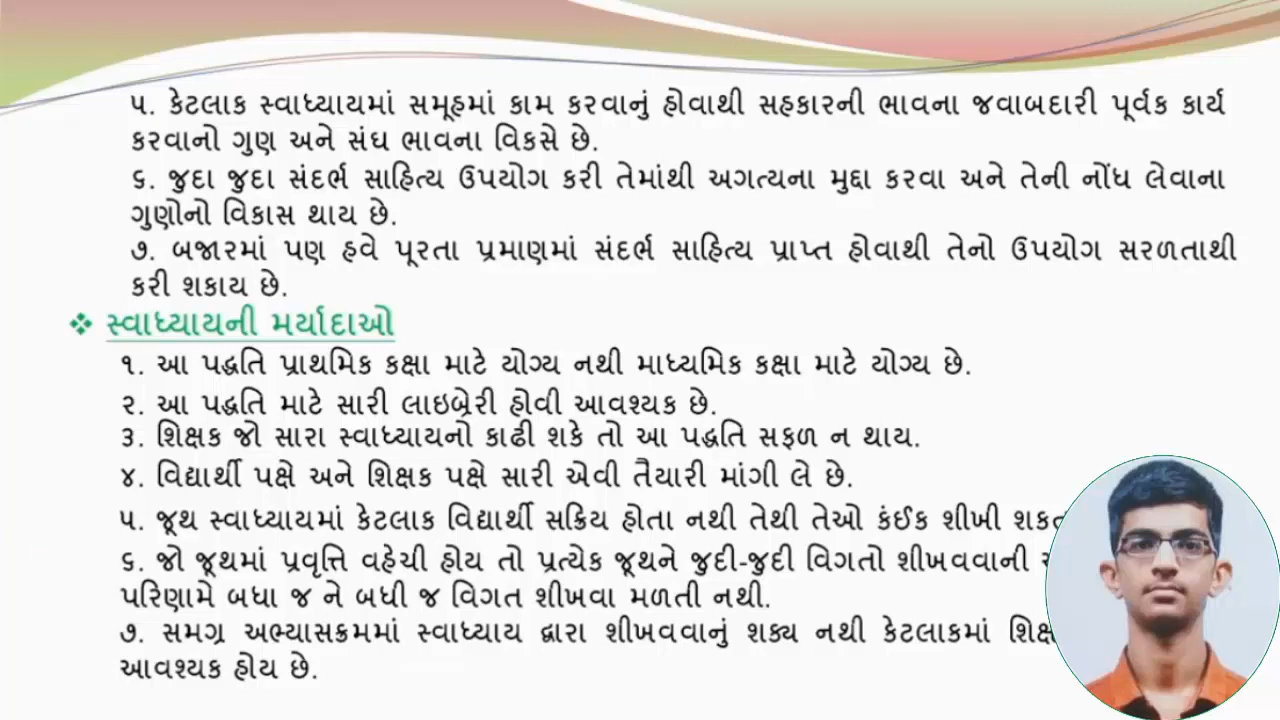 ૫. કેટલાક સ્વાધ્યાયમાં સમૂહમાં કામ કરવાનું હોવાથી સહકારની ભાવના જવાબદારી પૂર્વક કાર્ય
કરવાનો ગુણ અને સંઘ ભાવના વિકસે છે.
૬. જુદા જુદા સંદર્ભ સાહિત્ય ઉપયોગ કરી તેમાંથી અગત્યના મુદ્દા કરવા અને તેની નોંધ લેવાના
ગુણોનો વિકાસ થાય છે.
૭. બજારમાં પણ હવે પૂરતા પ્રમાણમાં સંદર્ભ સાહિત્ય પ્રાપ્ત હોવાથી તેનો ઉપયોગ સરળતાથી
કરી શકાય છે.
❖ સ્વાધ્યાયની મર્યાદાઓ
૧. આ પદ્ધતિ પ્રાથમિક કક્ષા માટે યોગ્ય નથી માધ્યમિક કક્ષા માટે યોગ્ય છે.
૨. આ પદ્ધતિ માટે સારી લાઇબ્રેરી હોવી આવશ્યક છે.
૩. શિક્ષક જો સારા સ્વાધ્યાયનો કાઢી શકે તો આ પદ્ધતિ સફળ ન થાય.
૪. વિદ્યાર્થી પક્ષે અને શિક્ષક પક્ષે સારી એવી તૈયારી માંગી લે છે.
૫. જૂથ સ્વાધ્યાયમાં કેટલાક વિદ્યાર્થી સક્રિય હોતા નથી તેથી તેઓ કંઈક શીખી
૬. જો જૂથમાં પ્રવૃત્તિ વહેચી હોય તો પ્રત્યેક જૂથને જુદી-જુદી વિગતો શીખવવાની
પરિણામે બધા જ ને બધી જ વિગત શીખવા મળતી નથી.
૭. સમગ્ર અભ્યાસક્રમમાં સ્વાધ્યાય દ્વારા શીખવવાનું શક્ય નથી કેટલાકમાં
આવશ્યક હોય છે.